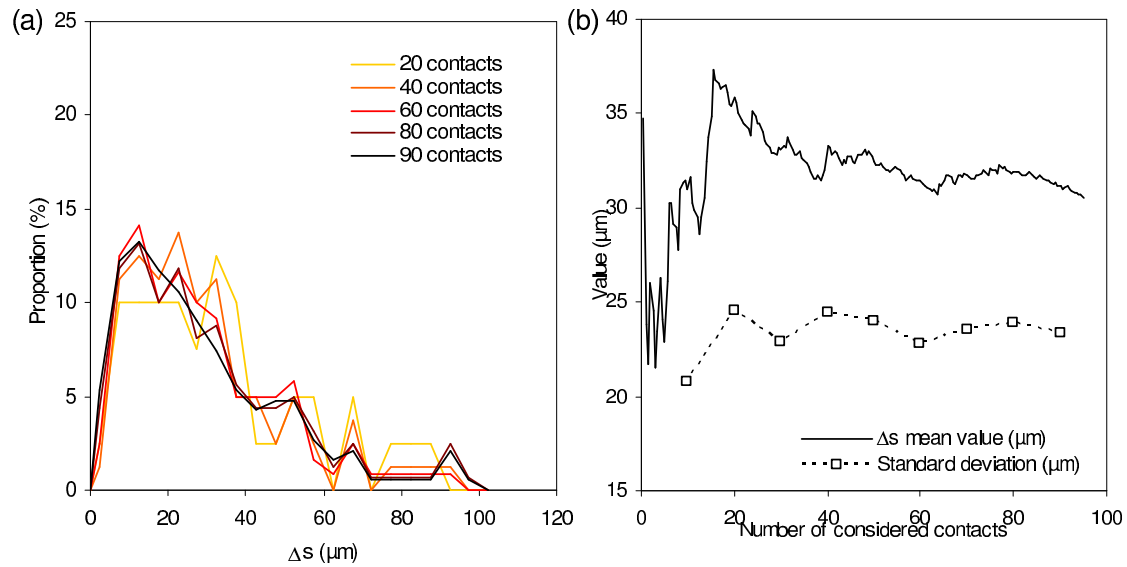 (a)
25
20
15
10
5
0
Proportion (%)
20 contacts
40 contacts
60 contacts
80 contacts
90 contacts
0 20 40 60 80 100 120
Δs (µm)
(b)
40
35
30
25
20
15
Value (µm)
Δs mean value (µm)
Standard deviation (µm)
0 20 40 60 80 100
Number of considered contacts